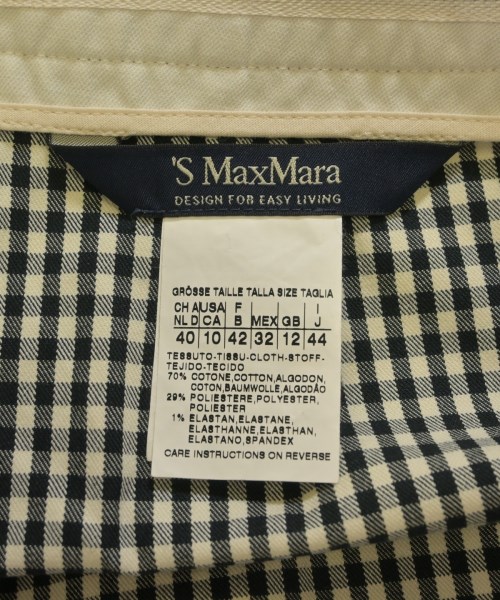 'S MaxMara
DESIGN FOR EASY LIVING
GRÖSSE TAILLE TALLA SIZE TAGLIA
CH A USA F I
NL D CA B MEX GB J
40 10 42 32 12 44
TESSUTO-TISSU-CLOTH-STOFF-
TEJIDO-TECIDO
70% COTONE,COTTON,ALGODON,
COTON,BAUMWOLLE,ALGODÃO
29% POLIESTERE,POLYESTER,
POLIESTER
1% ELASTAN,ELASTANE,
ELASTHANNE,ELASTHAN,
ELASTANO,SPANDEX
CARE INSTRUCTIONS ON REVERSE